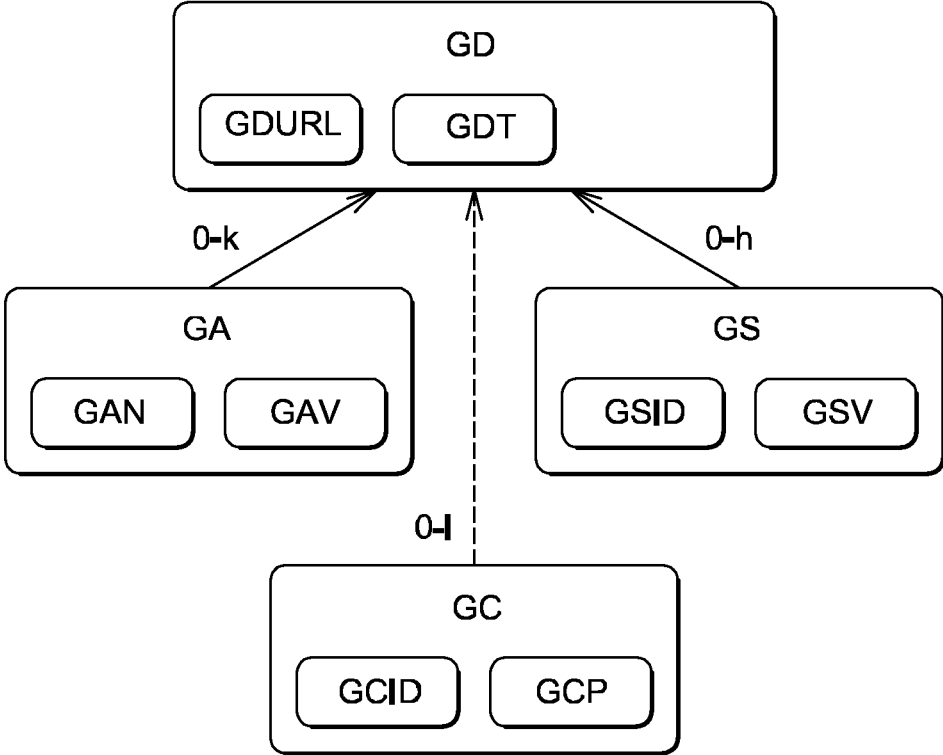 GD
GDURL
GDT
0-k
0-h
GA
GAN
GAV
GS
GSID
GSV
0-l
GC
GCID
GCP